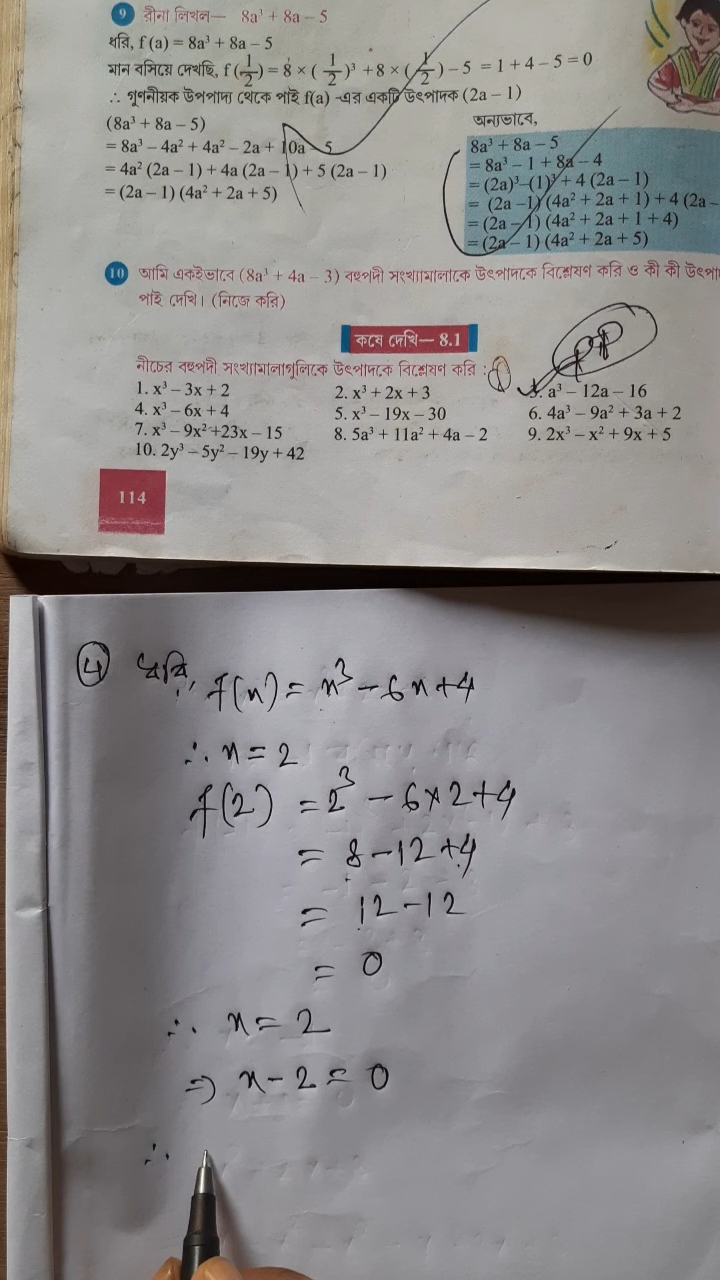 9 রীনা লিখল— 8a³ + 8a – 5
ধরি, f (a) = 8a³ + 8a – 5
মান বসিয়ে দেখছি, f (1/2) = 8 × (1/2)³ + 8 × (1/2) – 5 = 1 + 4 – 5 = 0
∴ গুণনীয়ক উপপাদ্য থেকে পাই f(a) -এর একটি উৎপাদক (2a – 1)
(8a³ + 8a – 5)
= 8a³ – 4a² + 4a² – 2a + 10a – 5
= 4a² (2a – 1) + 4a (2a – 1) + 5 (2a – 1)
= (2a – 1) (4a² + 2a + 5)
অন্যভাবে,
8a³ + 8a – 5
= 8a³ – 1 + 8a – 4
= (2a)³ –(1)³ + 4 (2a – 1)
= (2a –1) (4a² + 2a + 1) + 4 (2a –
= (2a – 1) (4a² + 2a + 1 + 4)
= (2a – 1) (4a² + 2a + 5)
10 আমি একইভাবে (8a³ + 4a – 3) বহুপদী সংখ্যামালাকে উৎপাদকে বিশ্লেষণ করি ও কী কী উৎপা
পাই দেখি। (নিজে করি)
কষে দেখি— 8.1
নীচের বহুপদী সংখ্যামালাগুলিকে উৎপাদকে বিশ্লেষণ করি :
1. x³ – 3x + 2 2. x³ + 2x + 3 3. a³ – 12a – 16
4. x³ – 6x + 4 5. x³ – 19x – 30 6. 4a³ – 9a² + 3a + 2
7. x³ – 9x² +23x – 15 8. 5a³ + 11a² + 4a – 2 9. 2x³ – x² + 9x + 5
10. 2y³ – 5y² – 19y + 42
114
4 ধরি, f(x) = x³ – 6x + 4
∴ x = 2
f(2) = 2³ – 6×2+4
= 8 – 12 + 4
= 12 – 12
= 0
∴ x = 2
⇒ x – 2 = 0
∴